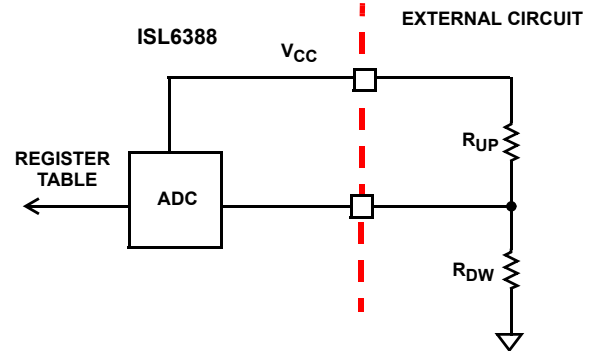 EXTERNAL CIRCUIT
ISL6388
VCC
RUP
REGISTER
TABLE
ADC
RDW